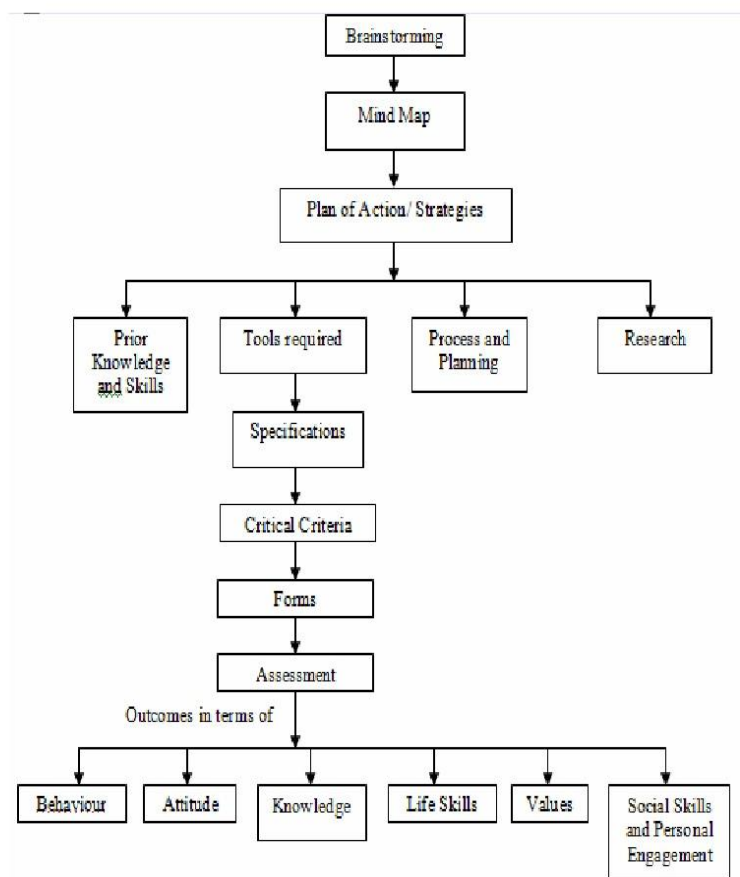 Brainstorming
Mind Map
Plan of Action/ Strategies
Prior
Knowledge
and Skills
Tools required
Process and
Planning
Research
Specifications
Critical Criteria
Forms
Assessment
Outcomes in terms of
Behaviour
Attitude
Knowledge
Life Skills
Values
Social Skills
and Personal
Engagement